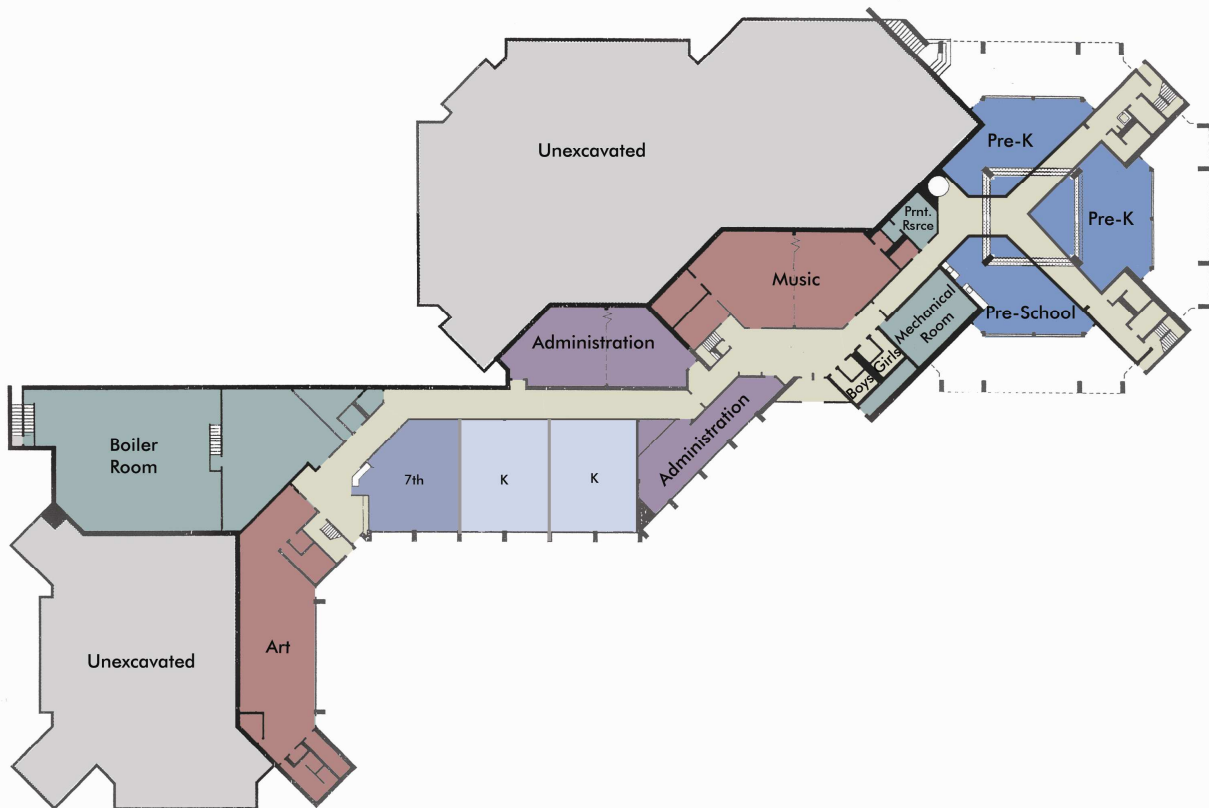 Unexcavated
Pre-K
Prnt.
Rsrce
Pre-K
Music
Pre-School
Mechanical
Room
Administration
Boys
Girls
Administration
Boiler
Room
7th
K
K
Art
Unexcavated